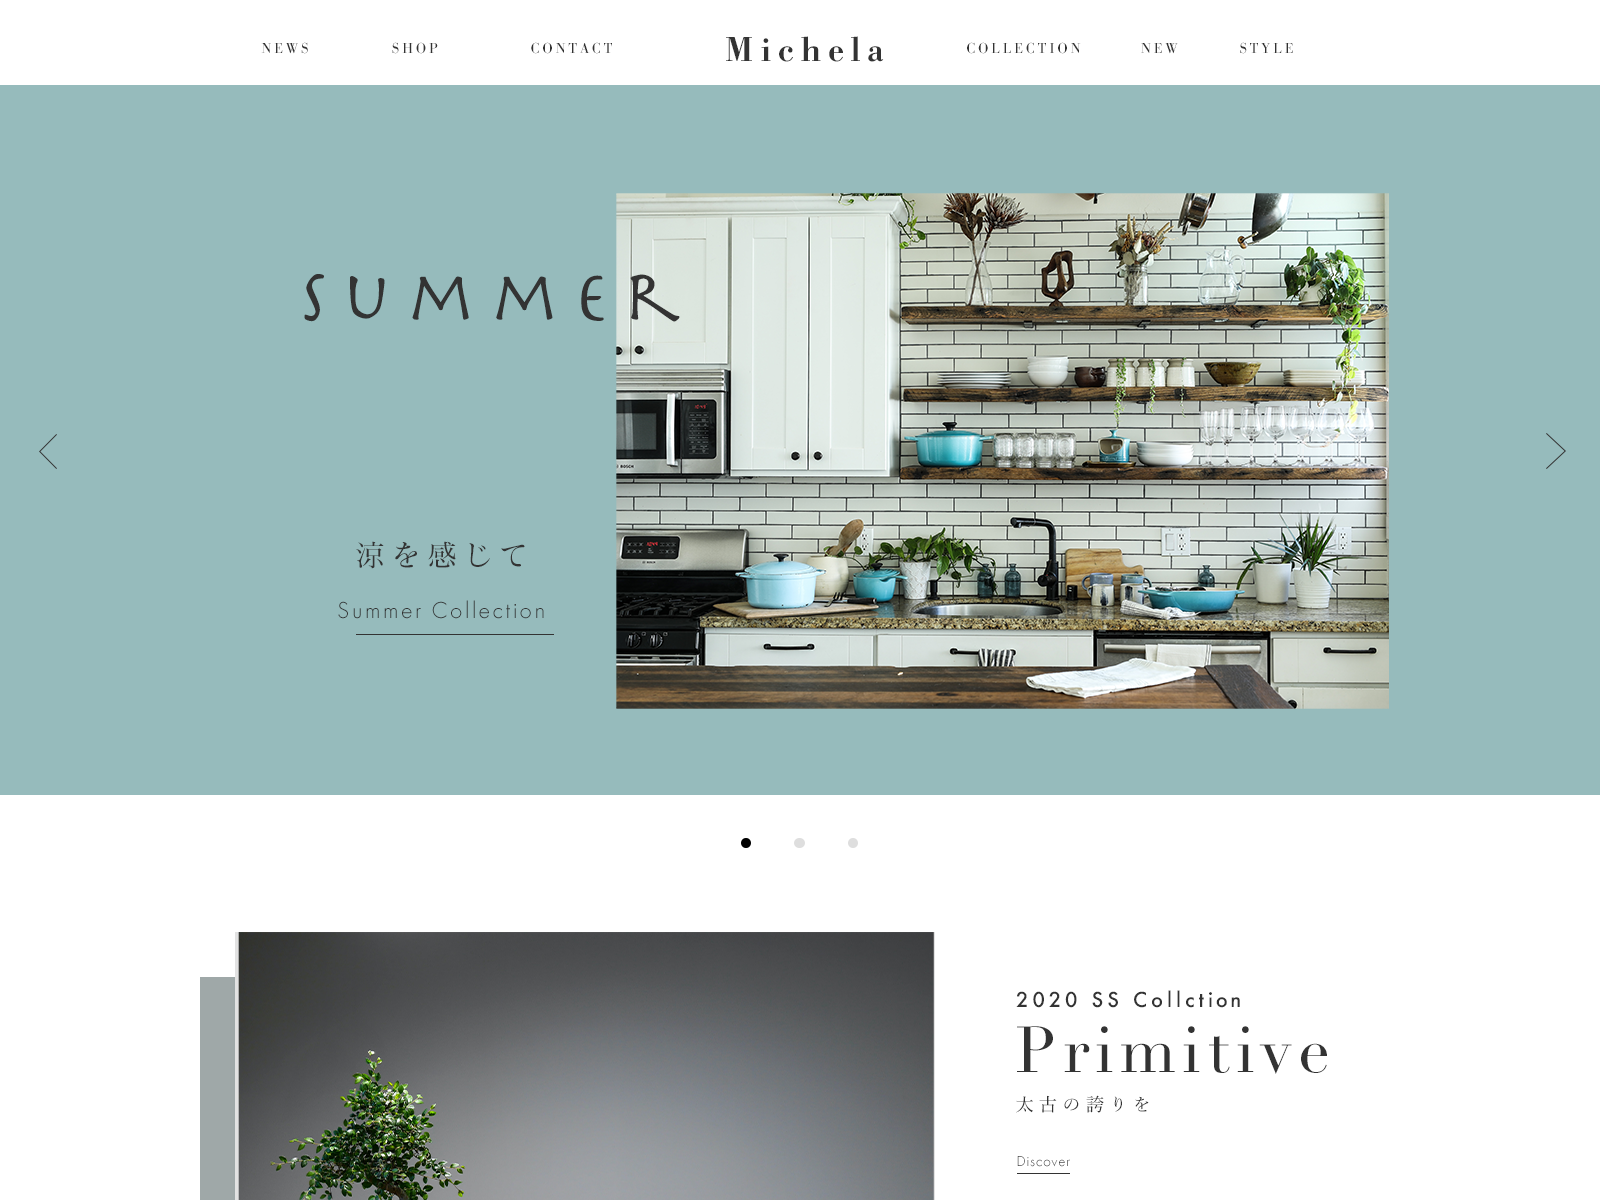 NEWS SHOP CONTACT Michela COLLECTION NEW STYLE
SUMMER
涼を感じて
Summer Collection
2020 SS Collction
Primitive
太古の誇りを
Discover